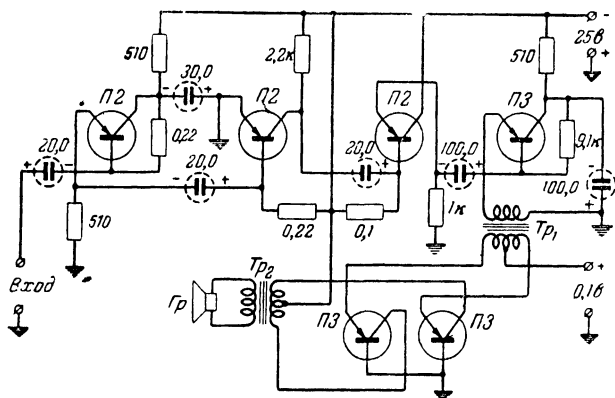 510
2,2к
510
-
25в
+
30,0
- +
П2
П2
П2
П3
0,22
20,0
+ -
20,0
- +
20,0
- +
100,0
- +
9,1к
100,0
-
+
510
0,22
0,1
1к
Тр1
Вход
Тр2
Гр
П3
П3
+
0,1в
-